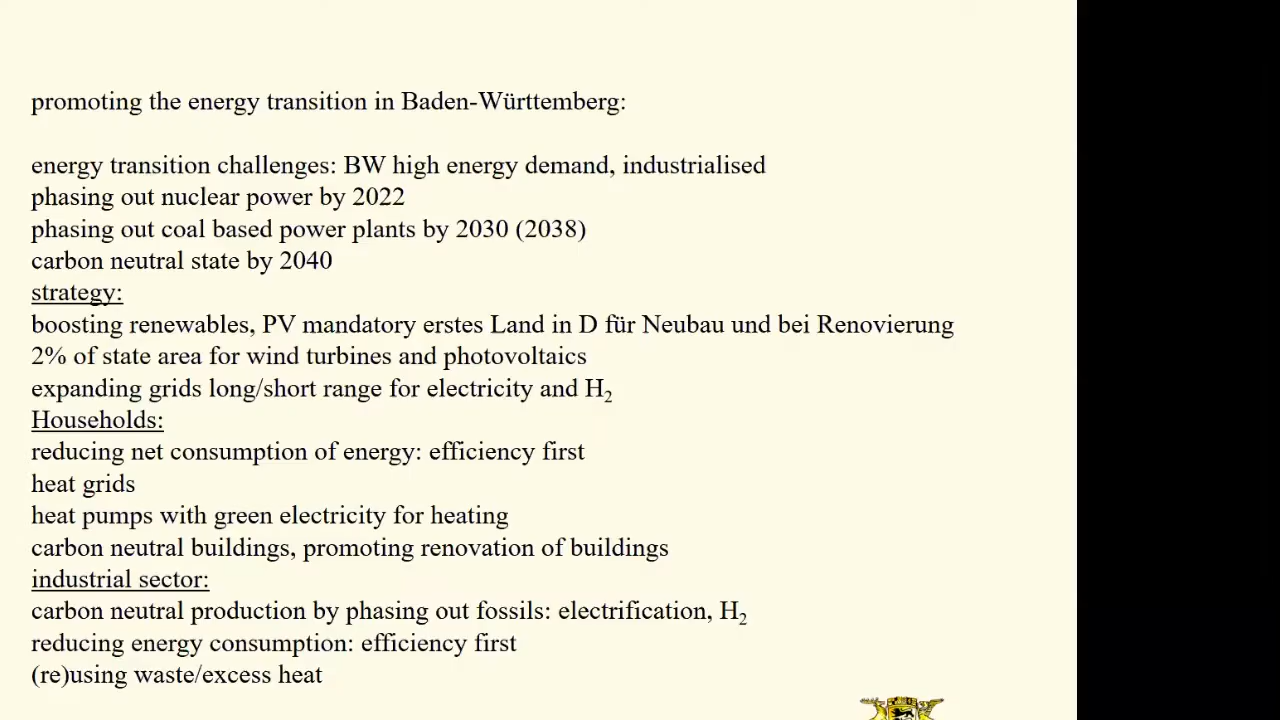 promoting the energy transition in Baden-Württemberg:
energy transition challenges: BW high energy demand, industrialised
phasing out nuclear power by 2022
phasing out coal based power plants by 2030 (2038)
carbon neutral state by 2040
strategy:
boosting renewables, PV mandatory erstes Land in D für Neubau und bei Renovierung
2% of state area for wind turbines and photovoltaics
expanding grids long/short range for electricity and H₂
Households:
reducing net consumption of energy: efficiency first
heat grids
heat pumps with green electricity for heating
carbon neutral buildings, promoting renovation of buildings
industrial sector:
carbon neutral production by phasing out fossils: electrification, H₂
reducing energy consumption: efficiency first
(re)using waste/excess heat